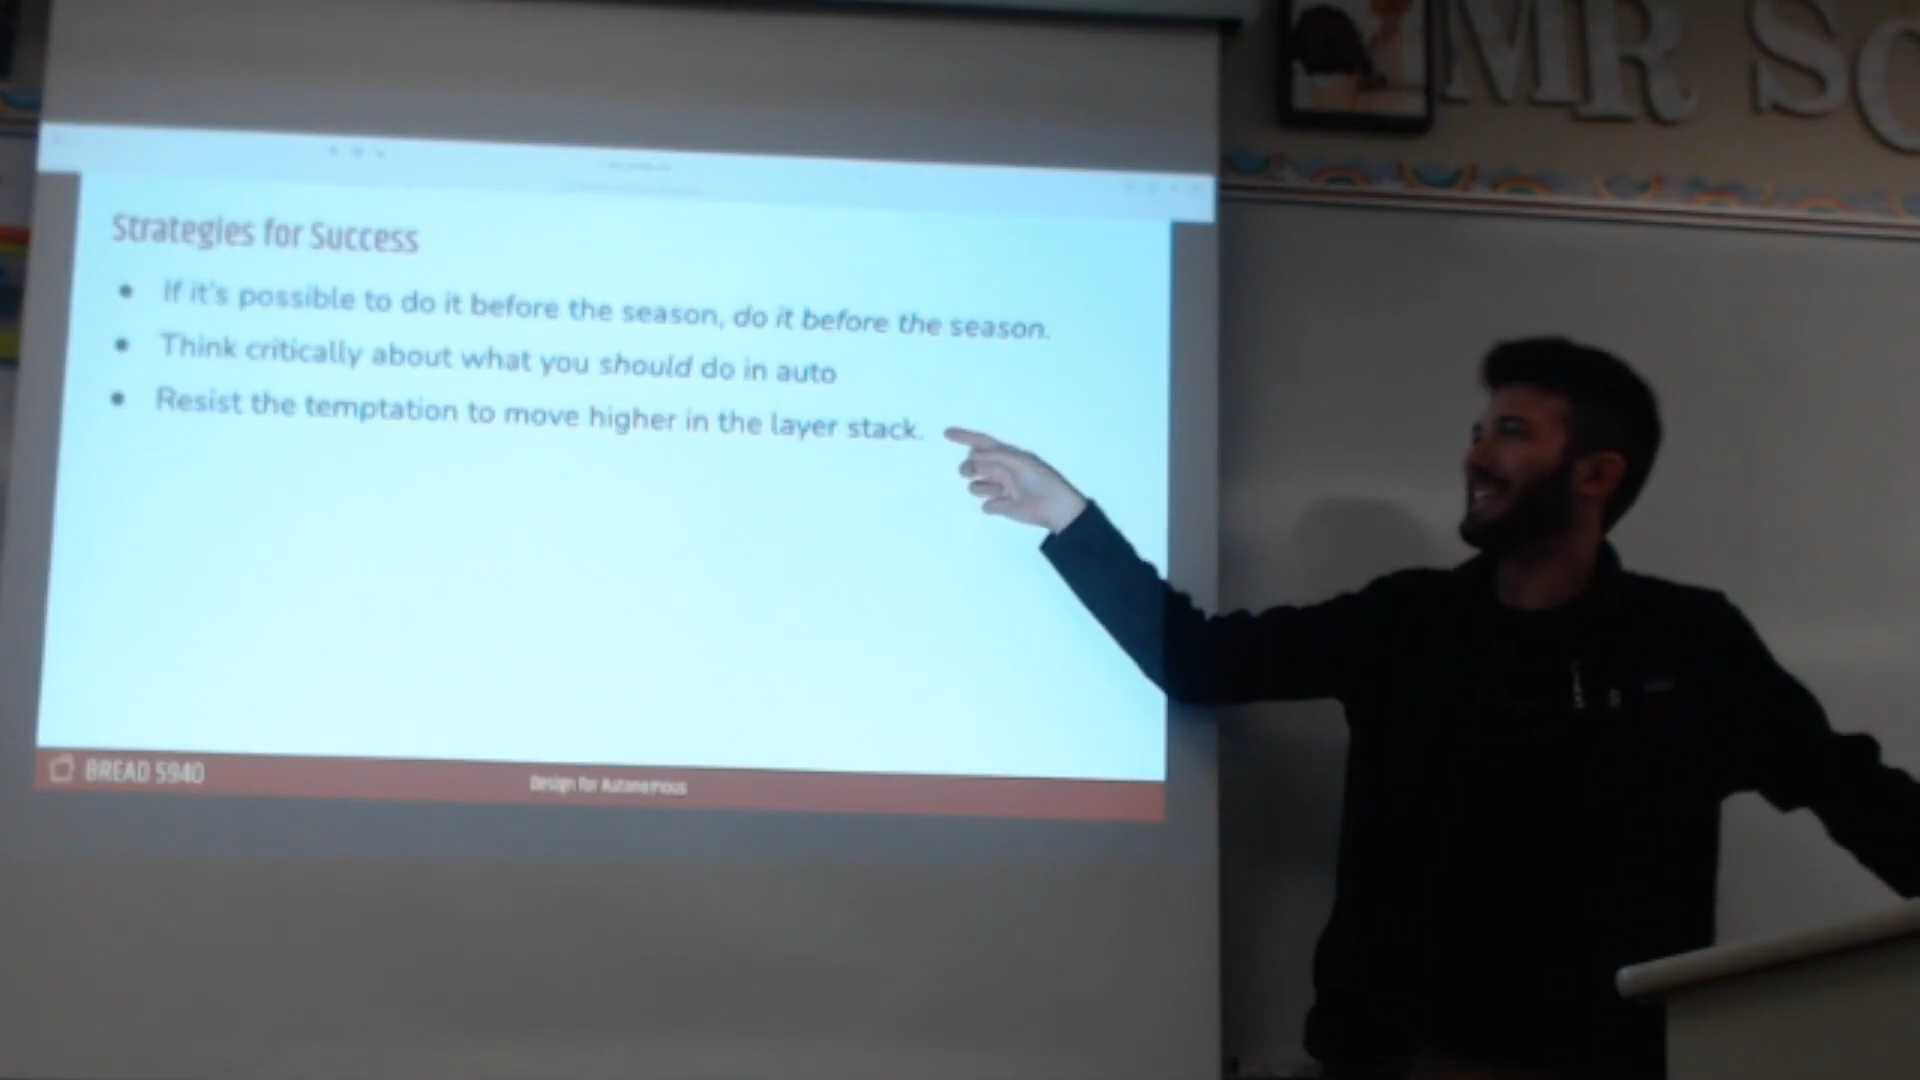 MR SC
Strategies for Success
If it's possible to do it before the season, do it before the season.
Think critically about what you should do in auto
Resist the temptation to move higher in the layer stack.
BREAD 5940
Design for Autonomous